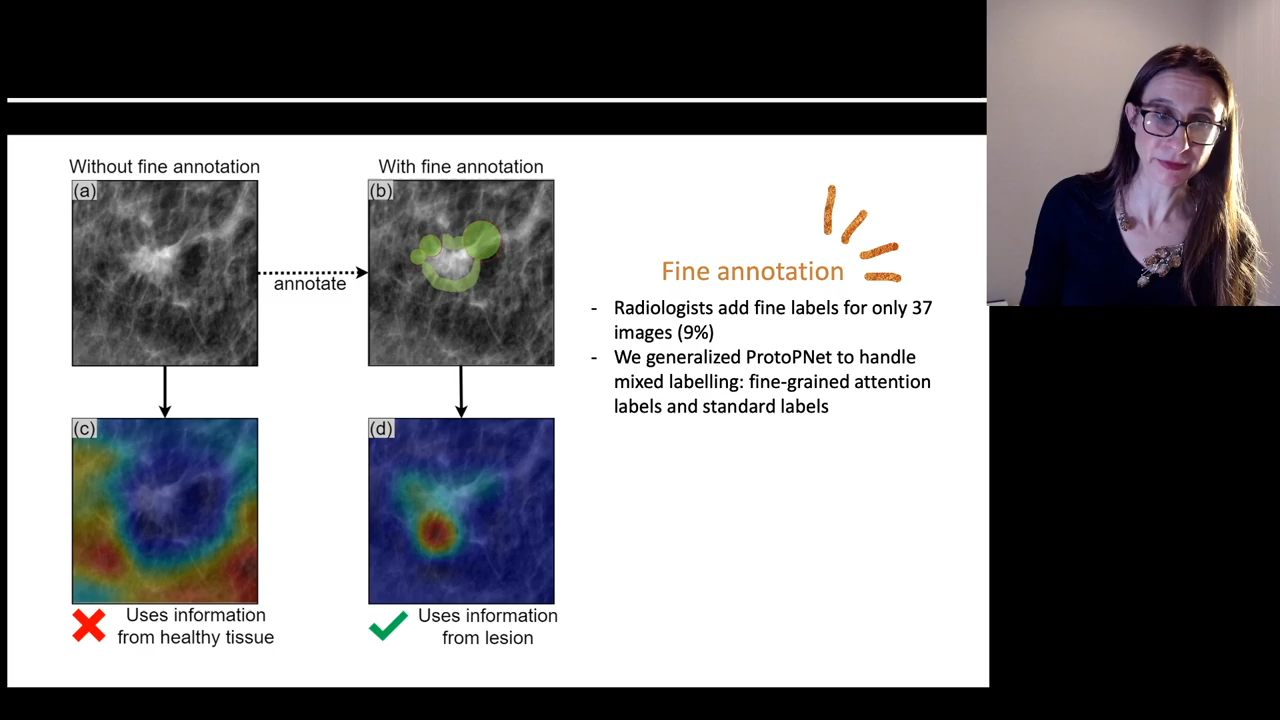 Without fine annotation
With fine annotation
(a)
(b)
annotate
Fine annotation
- Radiologists add fine labels for only 37
images (9%)
- We generalized ProtoPNet to handle
mixed labelling: fine-grained attention
labels and standard labels
(c)
(d)
Uses information
from healthy tissue
Uses information
from lesion